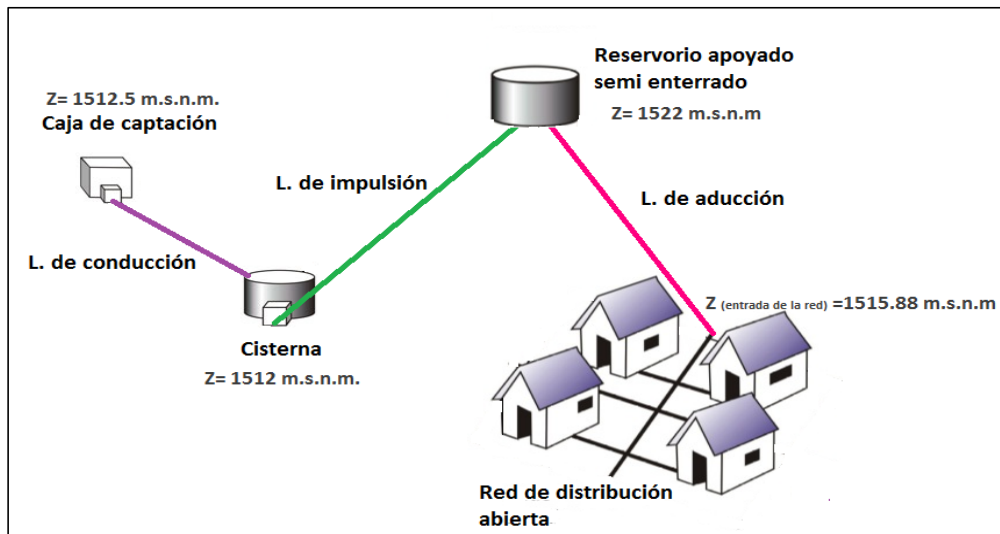 Z= 1512.5 m.s.n.m.
Caja de captación
Reservorio apoyado
semi enterrado
Z= 1522 m.s.n.m
L. de impulsión
L. de aducción
L. de conducción
Z (entrada de la red) =1515.88 m.s.n.m
Cisterna
Z= 1512 m.s.n.m.
Red de distribución
abierta